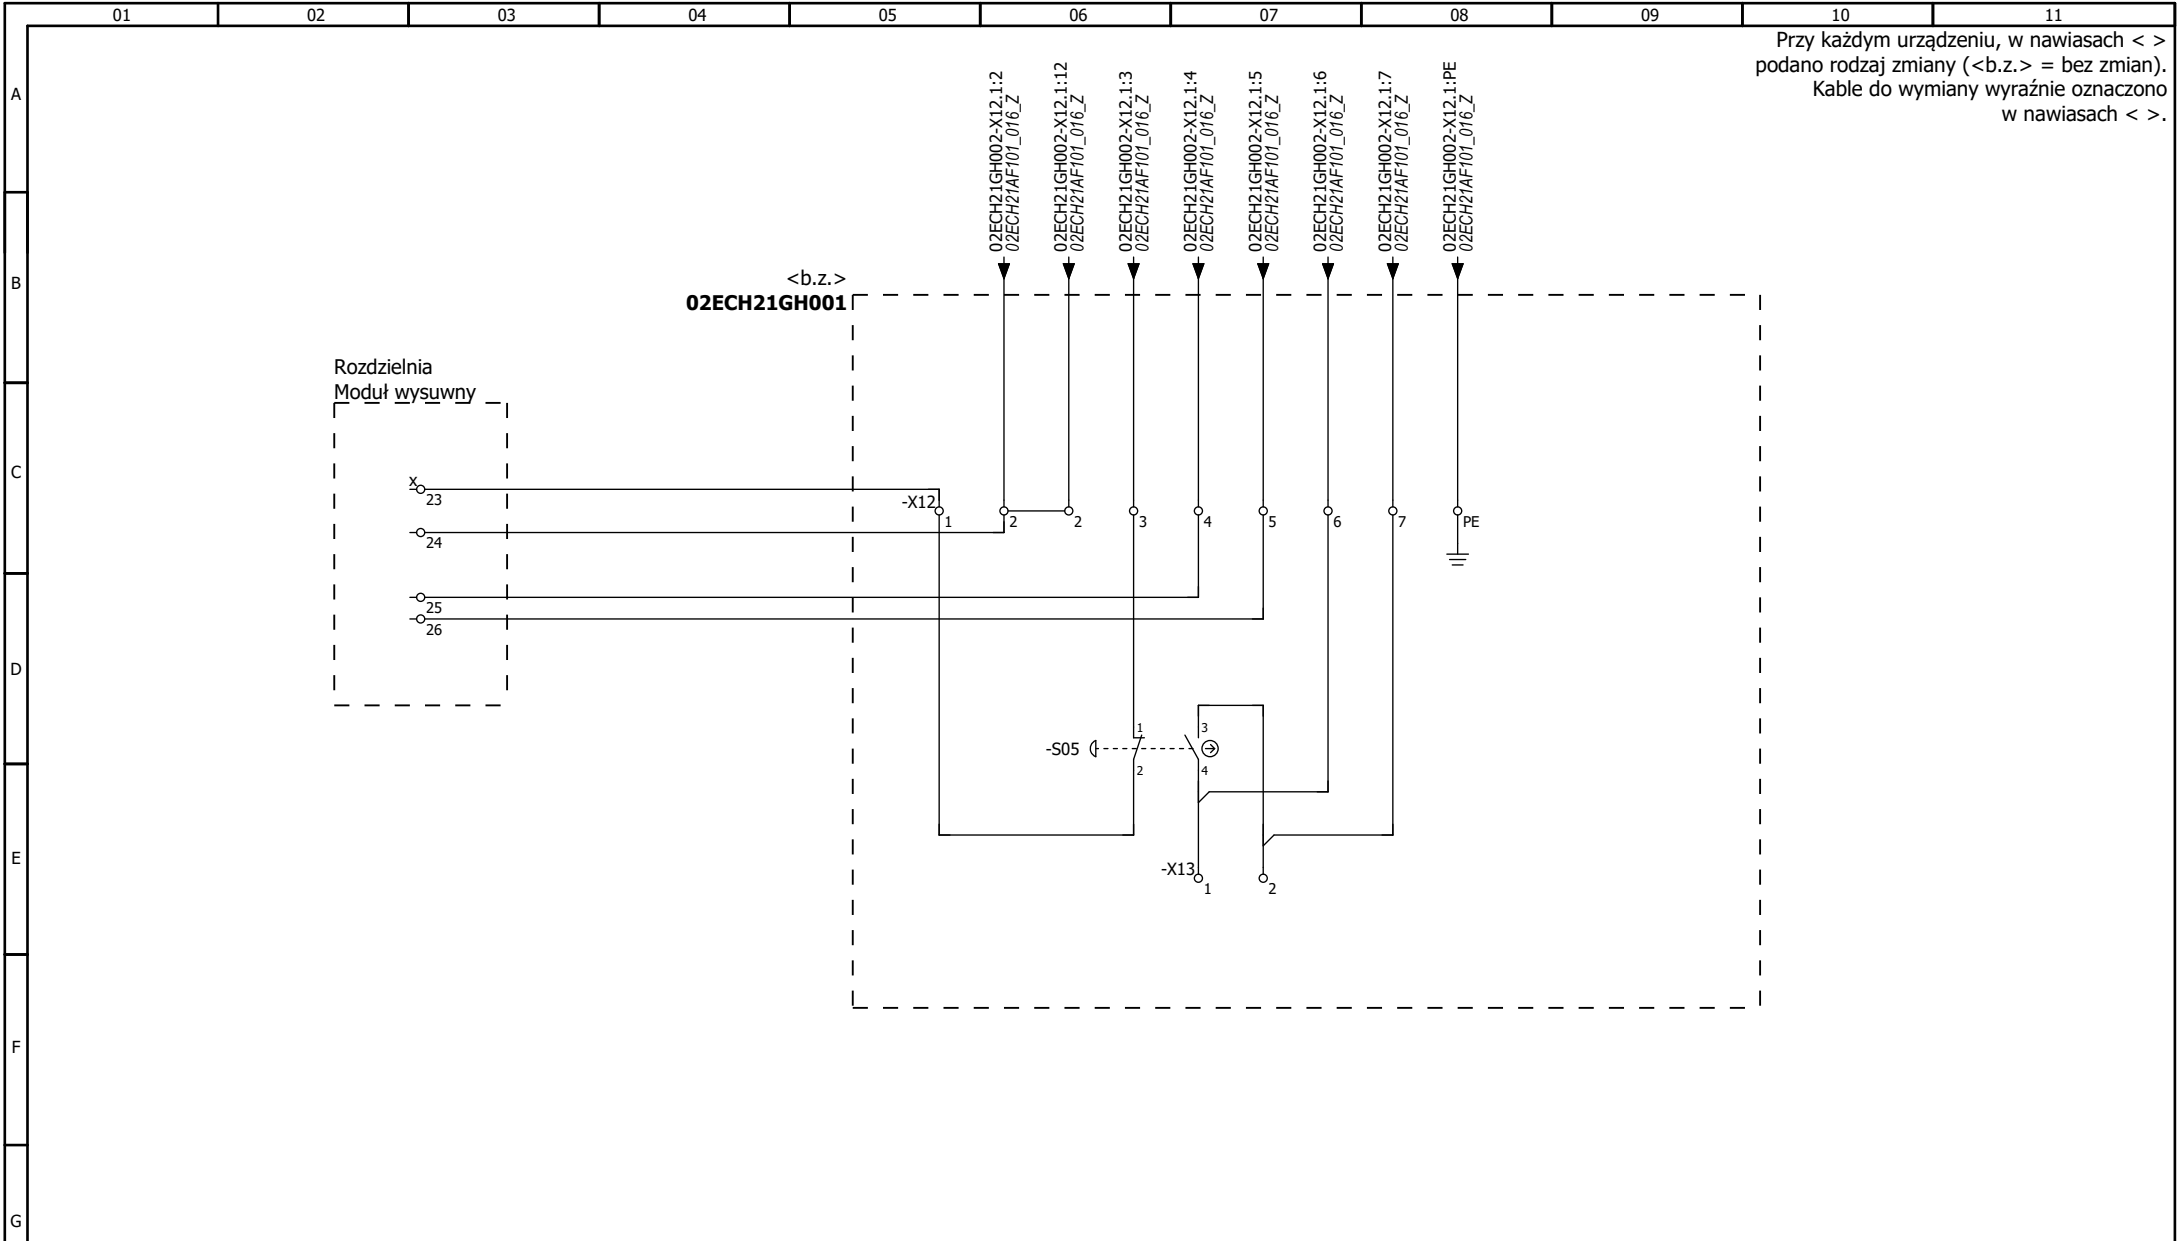 01 02 03 04 05 06 07 08 09 10 11
Przy każdym urządzeniu, w nawiasach < >
podano rodzaj zmiany (<b.z.> = bez zmian).
Kable do wymiany wyraźnie oznaczono
w nawiasach < >.
A
02ECH21GH002-X12.1:2
02ECH21AF101_016_Z
02ECH21GH002-X12.1:12
02ECH21AF101_016_Z
02ECH21GH002-X12.1:3
02ECH21AF101_016_Z
02ECH21GH002-X12.1:4
02ECH21AF101_016_Z
02ECH21GH002-X12.1:5
02ECH21AF101_016_Z
02ECH21GH002-X12.1:6
02ECH21AF101_016_Z
02ECH21GH002-X12.1:7
02ECH21AF101_016_Z
02ECH21GH002-X12.1:PE
02ECH21AF101_016_Z
B
<b.z.>
02ECH21GH001
Rozdzielnia
Moduł wysuwny
C
x
23
-X12
1 2 2 3 4 5 6 7 PE
24
25
26
D
1 3
-S05
2 4
E
-X13
1 2
F
G